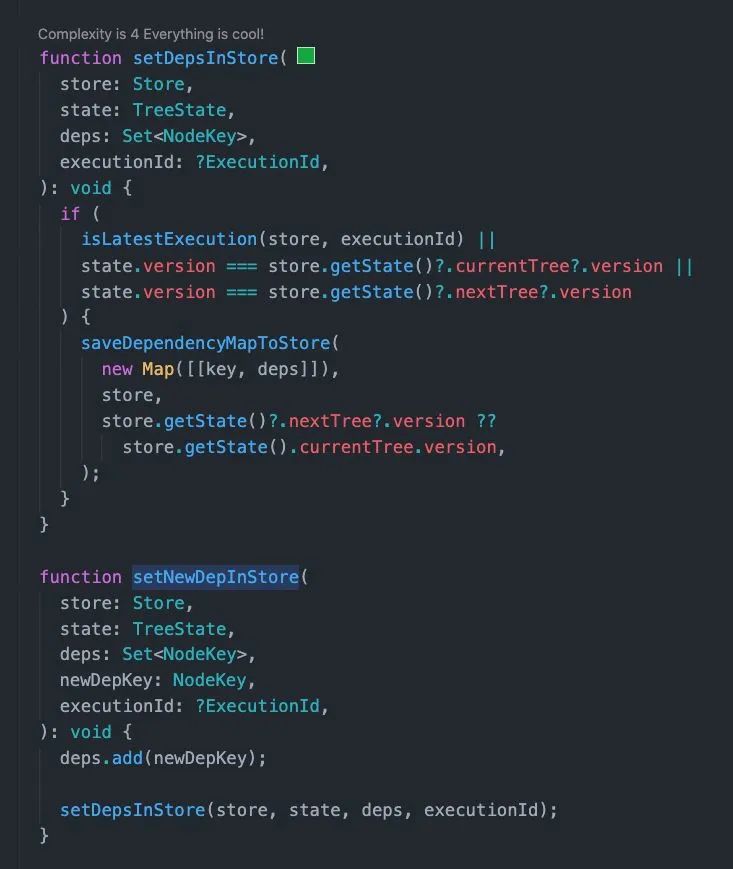 Complexity is 4 Everything is cool!
function setDepsInStore(
  store: Store,
  state: TreeState,
  deps: Set<NodeKey>,
  executionId: ?ExecutionId,
): void {
  if (
    isLatestExecution(store, executionId) ||
    state.version === store.getState()?.currentTree?.version ||
    state.version === store.getState()?.nextTree?.version
  ) {
    saveDependencyMapToStore(
      new Map([[key, deps]]),
      store,
      store.getState()?.nextTree?.version ??
        store.getState().currentTree.version,
    );
  }
}
function setNewDepInStore(
  store: Store,
  state: TreeState,
  deps: Set<NodeKey>,
  newDepKey: NodeKey,
  executionId: ?ExecutionId,
): void {
  deps.add(newDepKey);
  setDepsInStore(store, state, deps, executionId);
}